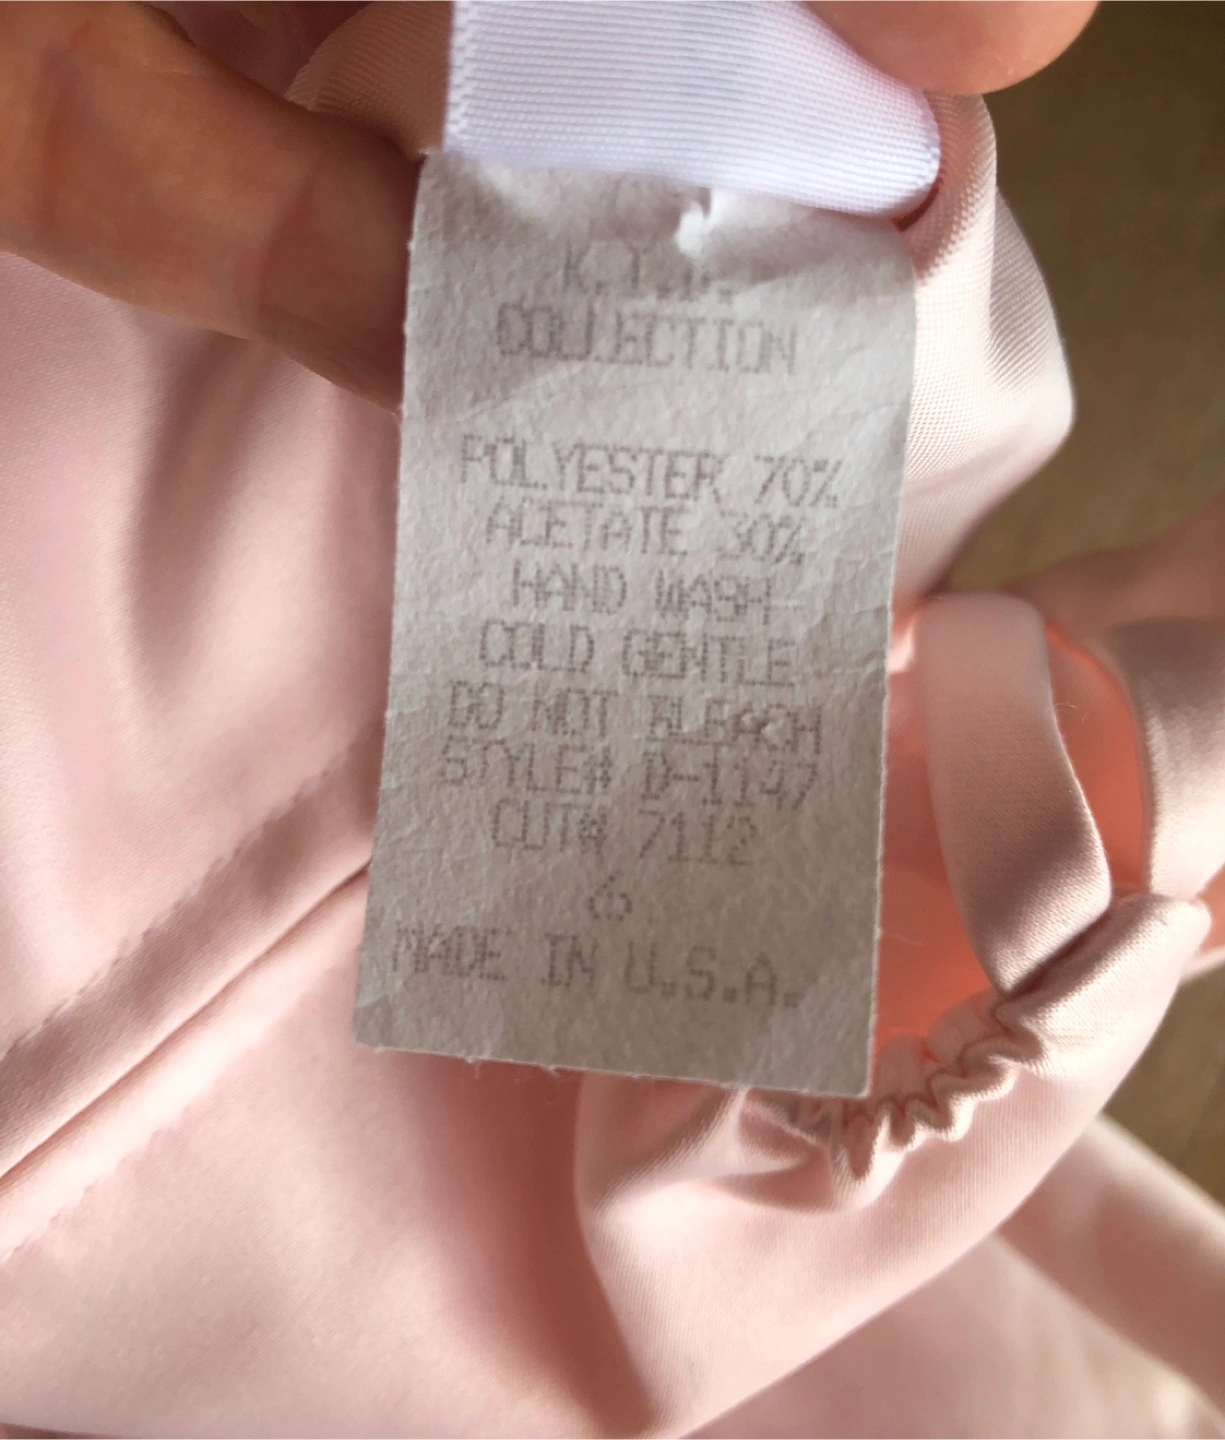 COLLECTION
POLYESTER 70%
ACETATE 30%
HAND WASH
COLD GENTLE
DO NOT BLEACH
STYLE# D-1147
CUT# 7112
6
MADE IN U.S.A.